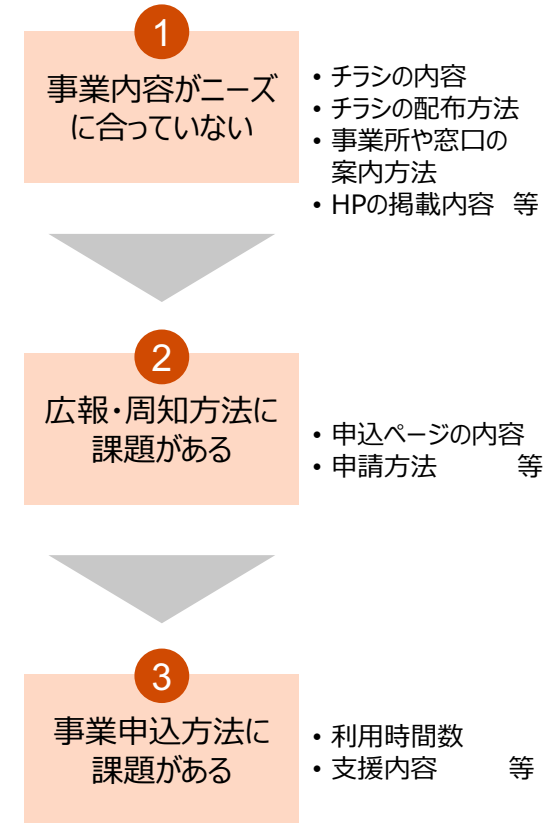 1
事業内容がニーズ
に合っていない
• チラシの内容
• チラシの配布方法
• 事業所や窓口の
案内方法
• HPの掲載内容 等
2
広報・周知方法に
課題がある
• 申込ページの内容
• 申請方法 等
3
事業申込方法に
課題がある
• 利用時間数
• 支援内容 等